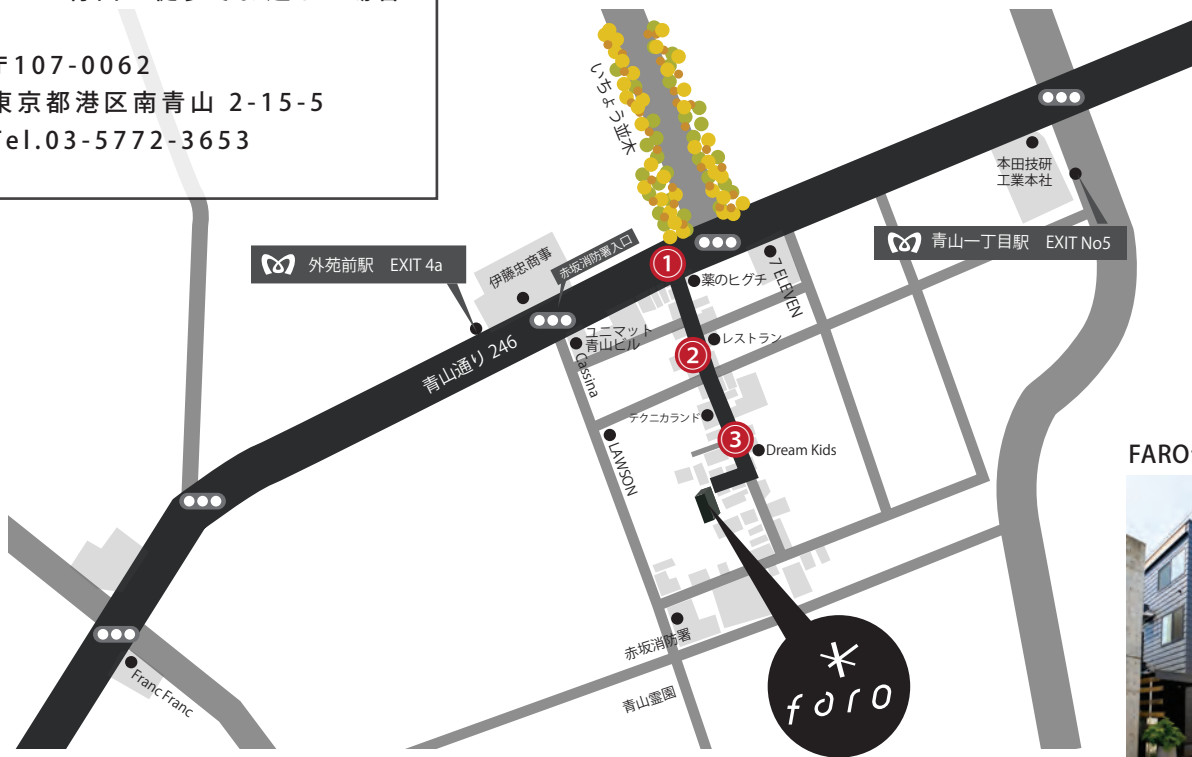 〒107-0062
東京都港区南青山 2-15-5
Tel.03-5772-3653
いちょう並木
本田技研
工業本社
青山一丁目駅 EXIT No5
外苑前駅 EXIT 4a
伊藤忠商事
赤坂消防署入口
1
薬のヒグチ
7 ELEVEN
ユニマット
青山ビル
Cassina
2
レストラン
青山通り 246
テクニカランド
3
Dream Kids
LAWSON
FARO
赤坂消防署
青山霊園
Franc Franc
faro